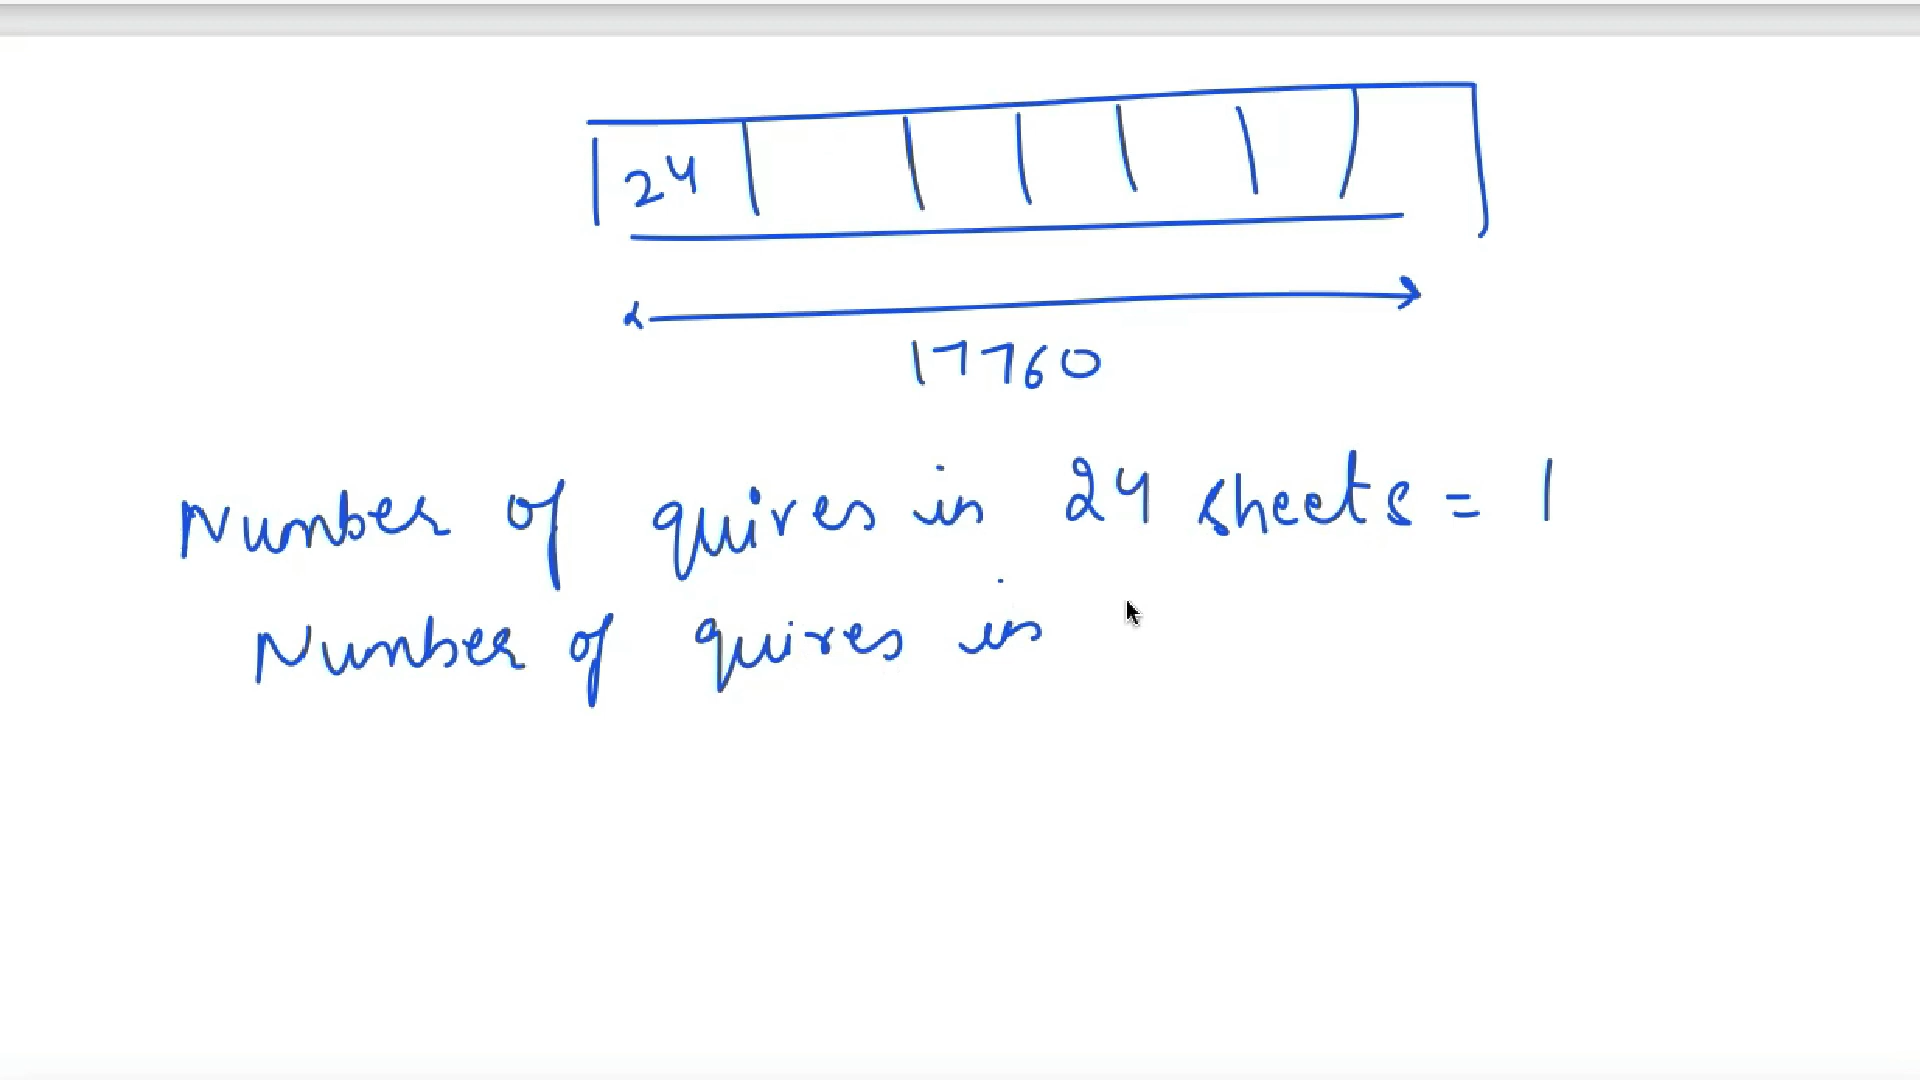 24
17760
Number of quires in 24 sheets = 1
Number of quires in